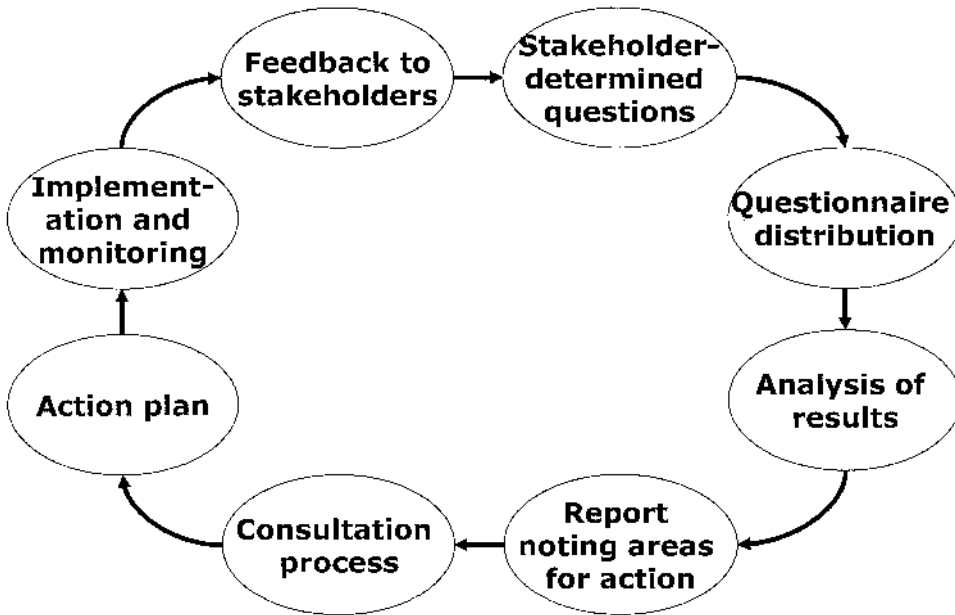 Feedback to
stakeholders
Stakeholder-
determined
questions
Questionnaire
distribution
Analysis of
results
Report
noting areas
for action
Consultation
process
Action plan
Implement-
ation and
monitoring